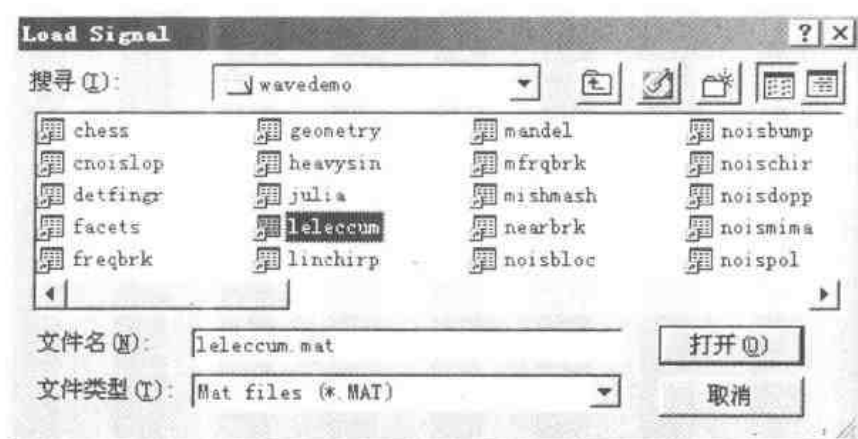 Load Signal
搜寻(I): wavedemo
chess geometry mandel noisbump
cnoislop heavysin mfrqbrk noischir
detfingr julia mishmash noisdopp
facets leleccum nearbrk noismima
freqbrk linchirp noisbloc noispol
文件名(N): leleccum.mat 打开(O)
文件类型(T): Mat files (*.MAT) 取消